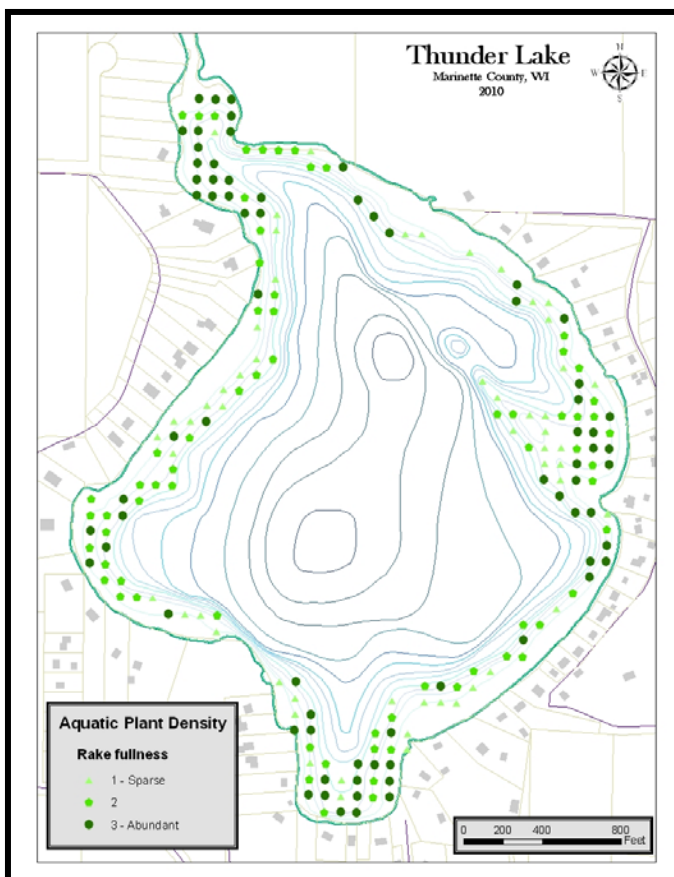 Thunder Lake
Marinette County, WI
2010
N
W E
S
Aquatic Plant Density
Rake fullness
1 - Sparse
2
3 - Abundant
0 200 400 800
Feet